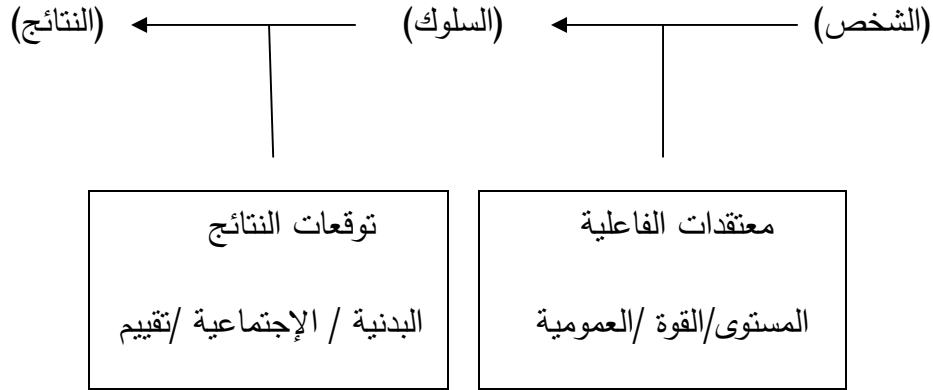 (الشخص) (السلوك) (النتائج)
معتقدات الفاعلية
المستوى/القوة /العمومية
توقعات النتائج
البدنية / الإجتماعية /تقييم